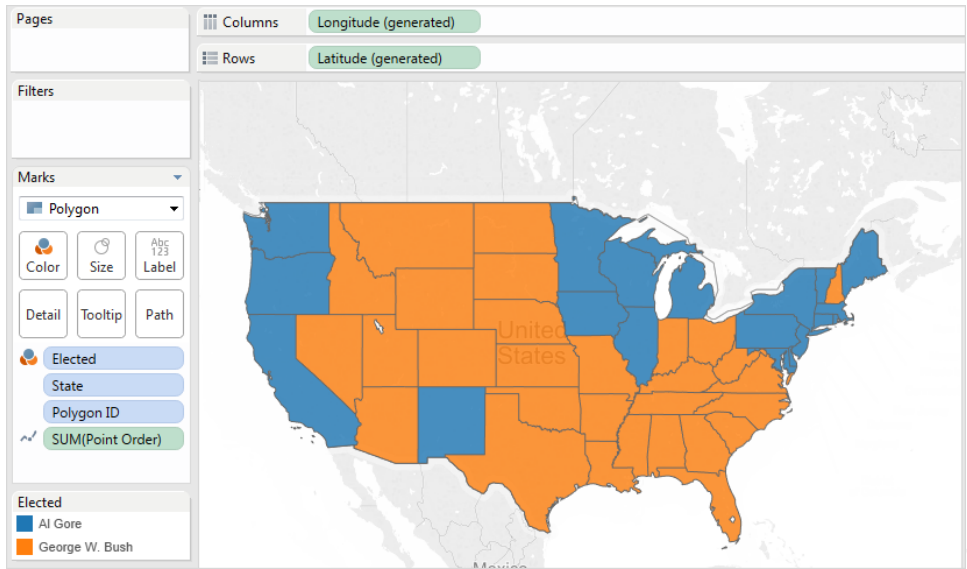 Pages
Columns
Longitude (generated)
Rows
Latitude (generated)
Filters
Marks
Polygon
Color
Size
Abc
123
Label
Detail
Tooltip
Path
Elected
State
Polygon ID
SUM(Point Order)
Elected
Al Gore
George W. Bush
United
States
Mexico